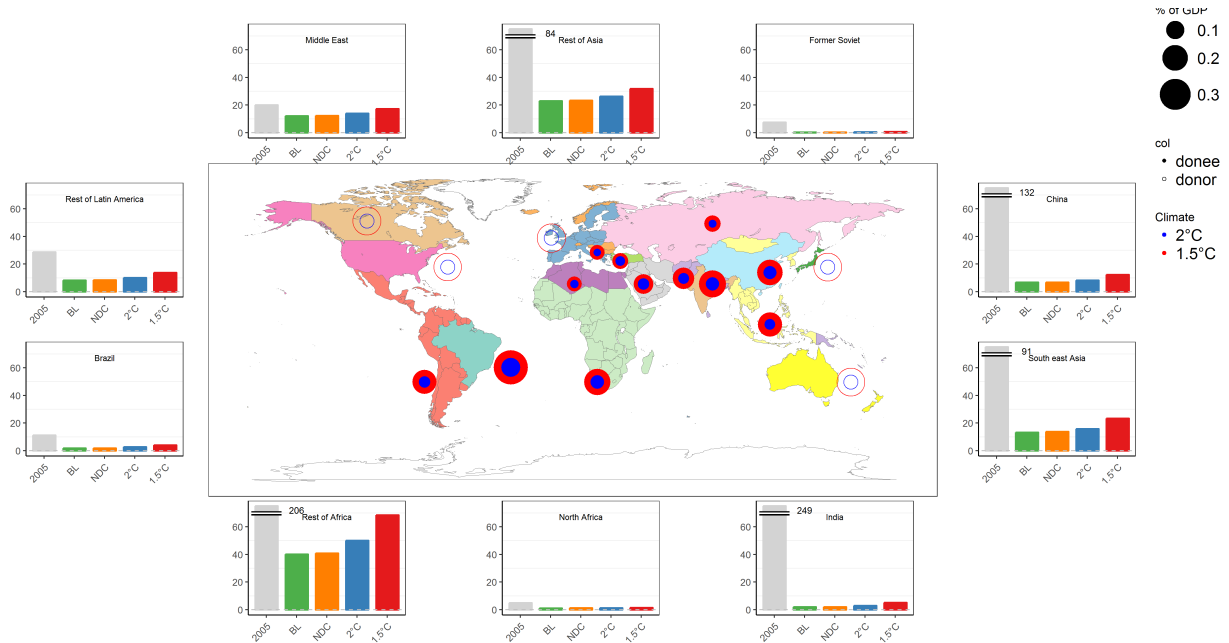 Middle East
60
40
20
0
2005
BL
NDC
2°C
1.5°C
84
Rest of Asia
60
40
20
0
2005
BL
NDC
2°C
1.5°C
Former Soviet
60
40
20
0
2005
BL
NDC
2°C
1.5°C
% of GDP
0.1
0.2
0.3
col
donee
donor
Climate
2°C
1.5°C
Rest of Latin America
60
40
20
0
2005
BL
NDC
2°C
1.5°C
132
China
60
40
20
0
2005
BL
NDC
2°C
1.5°C
Brazil
60
40
20
0
2005
BL
NDC
2°C
1.5°C
91
South east Asia
60
40
20
0
2005
BL
NDC
2°C
1.5°C
206
Rest of Africa
60
40
20
0
2005
BL
NDC
2°C
1.5°C
North Africa
60
40
20
0
2005
BL
NDC
2°C
1.5°C
249
India
60
40
20
0
2005
BL
NDC
2°C
1.5°C